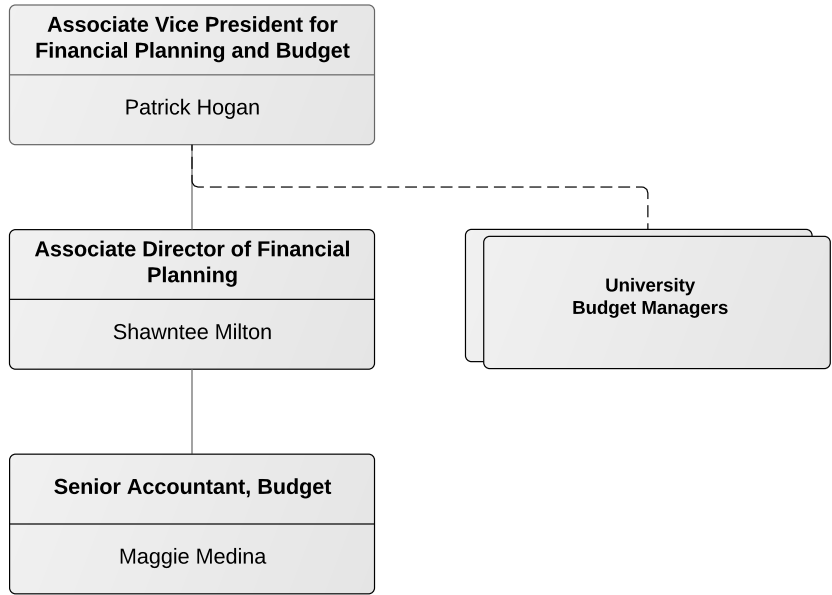 Associate Vice President for
Financial Planning and Budget
Patrick Hogan
Associate Director of Financial
Planning
Shawntee Milton
University
Budget Managers
Senior Accountant, Budget
Maggie Medina